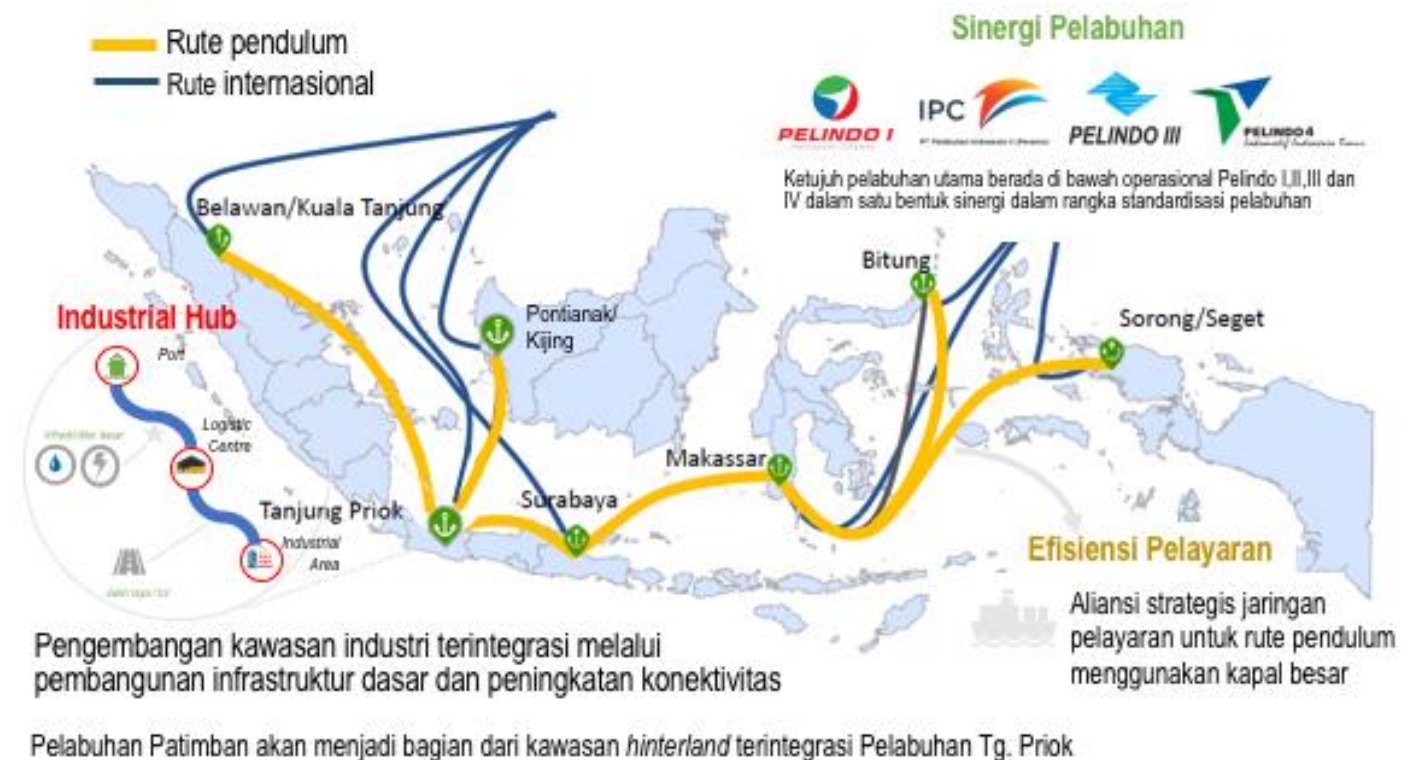 Rute pendulum
Rute internasional
Sinergi Pelabuhan
PELINDO I
IPC
PELINDO III
PELINDO 4
Ketujuh pelabuhan utama berada di bawah operasional Pelindo I,II,III dan
IV dalam satu bentuk sinergi dalam rangka standardisasi pelabuhan
Belawan/Kuala Tanjung
Bitung
Pontianak/
Kijing
Sorong/Seget
Industrial Hub
Port
Logistic
Centre
Makassar
Surabaya
Tanjung Priok
Industrial
Area
Efisiensi Pelayaran
Aliansi strategis jaringan
pelayaran untuk rute pendulum
menggunakan kapal besar
Pengembangan kawasan industri terintegrasi melalui
pembangunan infrastruktur dasar dan peningkatan konektivitas
Pelabuhan Patimban akan menjadi bagian dari kawasan hinterland terintegrasi Pelabuhan Tg. Priok